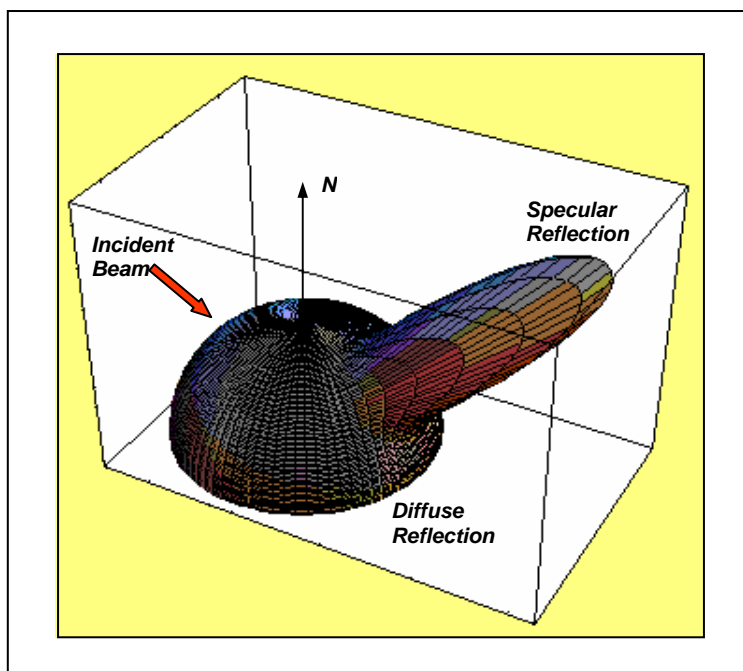 N
Specular
Reflection
Incident
Beam
Diffuse
Reflection